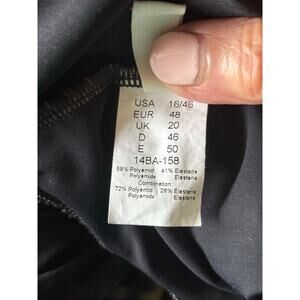 USA 16/46
EUR 48
UK 20
D 46
E 50
14BA-158
59% Polyamid 41% Elastane
Polyamide Elastane
Combination:
72% Polyamid 28% Elastane
Polyamide Elastane